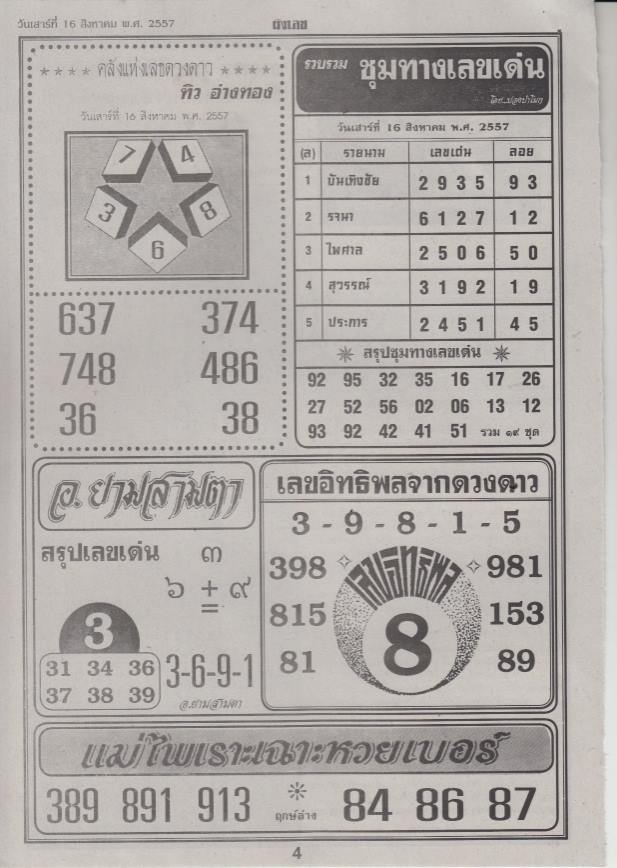 วันเสาร์ที่ 16 สิงหาคม พ.ศ. 2557
**** คลังแห่งเลขดวงดาว ****
ทิว อ่างทอง
วันเสาร์ที่ 16 สิงหาคม พ.ศ. 2557
7 4
3 8
6
637 374
748 486
36 38
รวบรวม ชุมทางเลขเด่น
วันเสาร์ที่ 16 สิงหาคม พ.ศ. 2557
(ส) รายนาม เลขเด่น ลอย
1 บันเทิงชัย 2 9 3 5 9 3
2 รจนา 6 1 2 7 1 2
3 ไพศาล 2 5 0 6 5 0
4 สุวรรณ์ 3 1 9 2 1 9
5 ประการ 2 4 5 1 4 5
สรุปชุมทางเลขเด่น
92 95 32 35 16 17 26
27 52 56 02 06 13 12
93 92 42 41 51 รวม ๑๙ ชุด
อ.ยามสามตา
สรุปเลขเด่น ๓
๖ + ๙
=
3
31 34 36
37 38 39
3-6-9-1
อ.ยามสามตา
เลขอิทธิพลจากดวงดาว
3 - 9 - 8 - 1 - 5
398 981
815 8 153
81 89
แม่ไพเราะเฉาะหวยเบอร์
389 891 913 ฤกษ์ล่าง 84 86 87
4